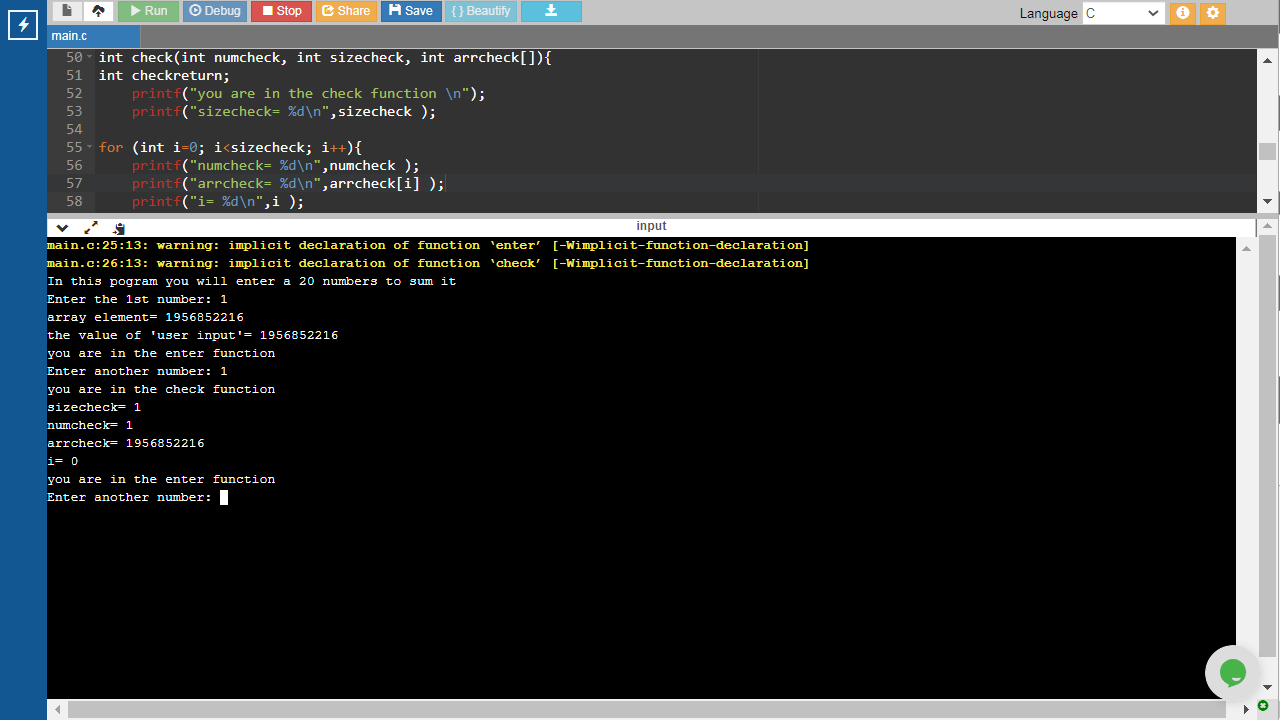 Run Debug Stop Share Save { } Beautify Language C
main.c
50 int check(int numcheck, int sizecheck, int arrcheck[]){
51 int checkreturn;
52 printf("you are in the check function \n");
53 printf("sizecheck= %d\n",sizecheck );
54
55 for (int i=0; i<sizecheck; i++){
56 printf("numcheck= %d\n",numcheck );
57 printf("arrcheck= %d\n",arrcheck[i] );
58 printf("i= %d\n",i );
input
main.c:25:13: warning: implicit declaration of function ‘enter’ [-Wimplicit-function-declaration]
main.c:26:13: warning: implicit declaration of function ‘check’ [-Wimplicit-function-declaration]
In this pogram you will enter a 20 numbers to sum it
Enter the 1st number: 1
array element= 1956852216
the value of 'user input'= 1956852216
you are in the enter function
Enter another number: 1
you are in the check function
sizecheck= 1
numcheck= 1
arrcheck= 1956852216
i= 0
you are in the enter function
Enter another number: